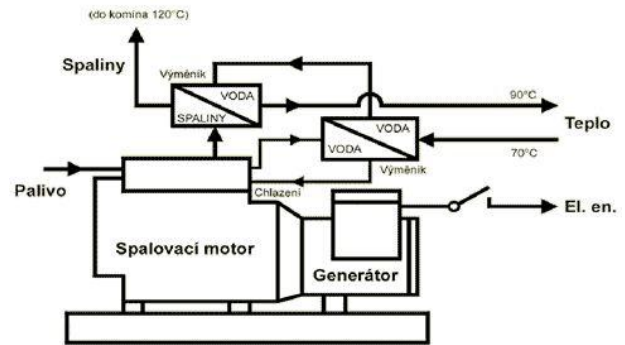 (do komína 120°C)
Spaliny
Výměník
VODA
SPALINY
90°C
Teplo
VODA
VODA
70°C
Výměník
Palivo
Chlazení
El. en.
Spalovací motor
Generátor